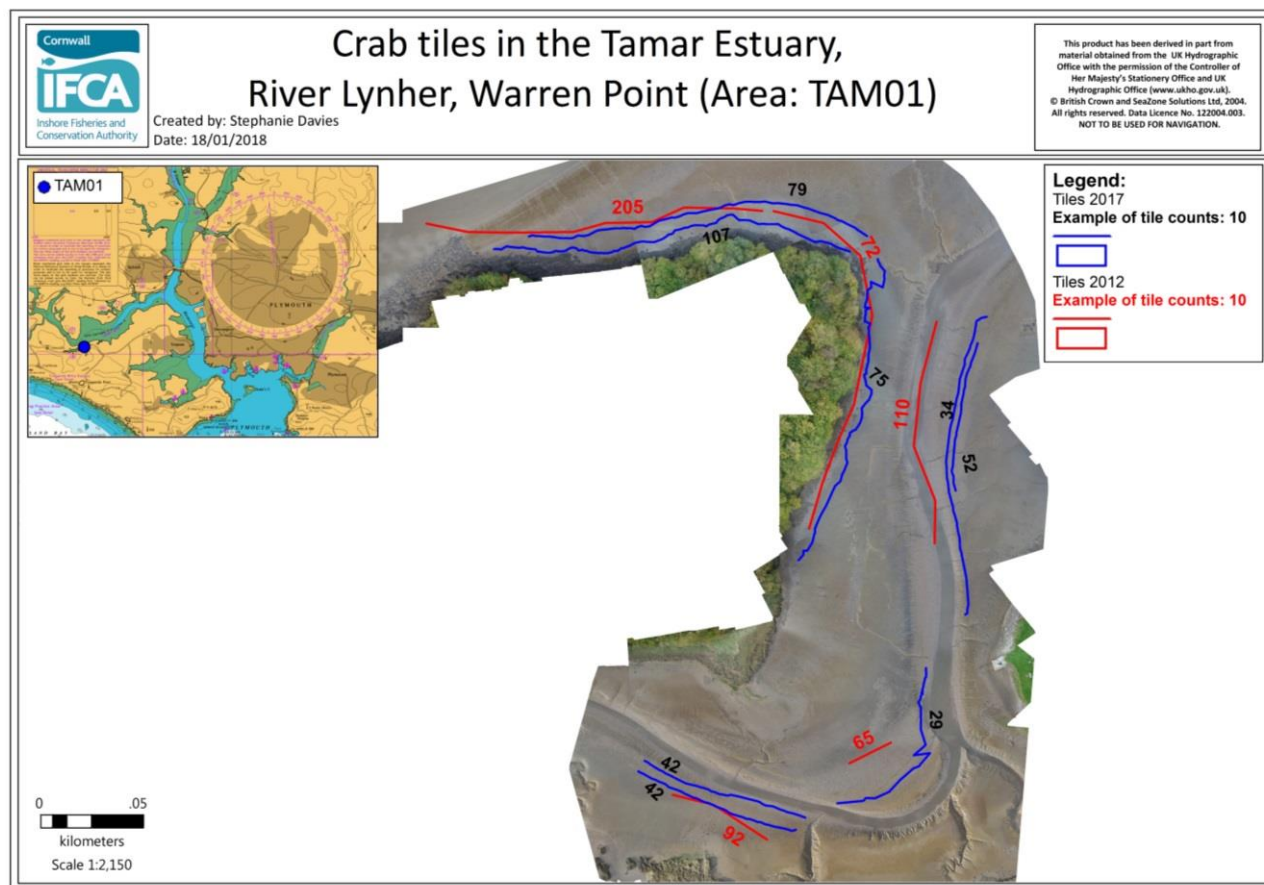 Cornwall
IFCA
Inshore Fisheries and
Conservation Authority
Crab tiles in the Tamar Estuary,
River Lynher, Warren Point (Area: TAM01)
Created by: Stephanie Davies
Date: 18/01/2018
This product has been derived in part from
material obtained from the UK Hydrographic
Office with the permission of the Controller of
Her Majesty's Stationery Office and UK
Hydrographic Office (www.ukho.gov.uk).
© British Crown and SeaZone Solutions Ltd, 2004.
All rights reserved. Data Licence No. 122004.003.
NOT TO BE USED FOR NAVIGATION.
TAM01
PLYMOUTH
PLYMOUTH
Legend:
Tiles 2017
Example of tile counts: 10
Tiles 2012
Example of tile counts: 10
79
205
107
72
75
110
34
52
29
65
42
42
92
0 .05
kilometers
Scale 1:2,150